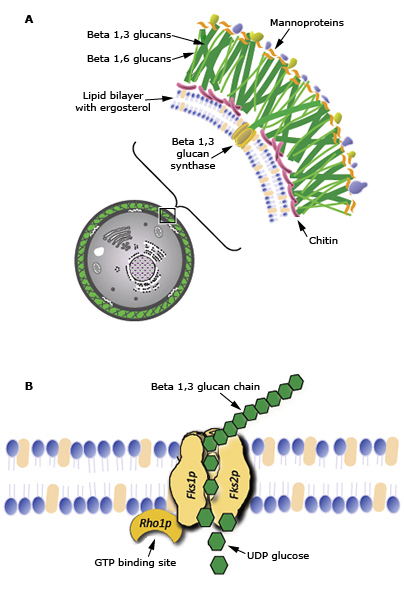 A
Mannoproteins
Beta 1,3 glucans
Beta 1,6 glucans
Lipid bilayer
with ergosterol
Beta 1,3
glucan
synthase
Chitin
B
Beta 1,3 glucan chain
Fks1p
Fks2p
Rho1p
GTP binding site
UDP glucose